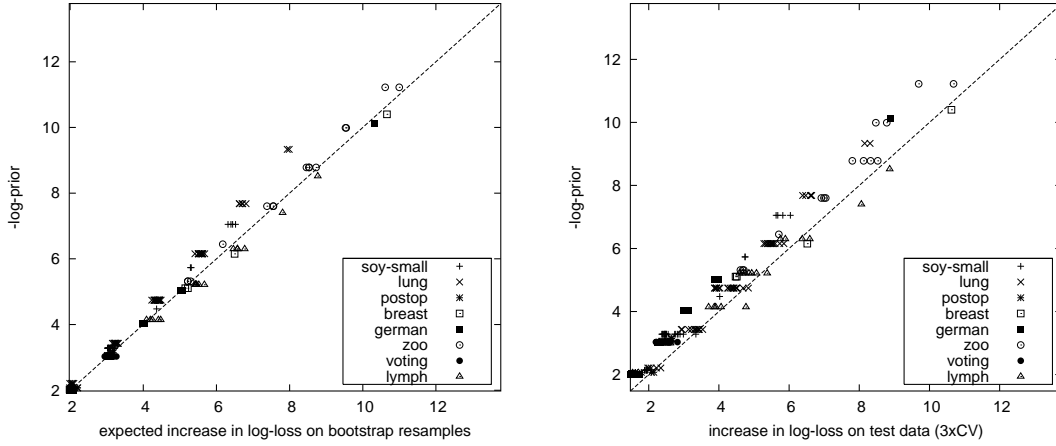 -log-prior
12
10
8
6
4
2
2 4 6 8 10 12
expected increase in log-loss on bootstrap resamples
soy-small
lung
postop
breast
german
zoo
voting
lymph
-log-prior
12
10
8
6
4
2
2 4 6 8 10 12
increase in log-loss on test data (3xCV)
soy-small
lung
postop
breast
german
zoo
voting
lymph